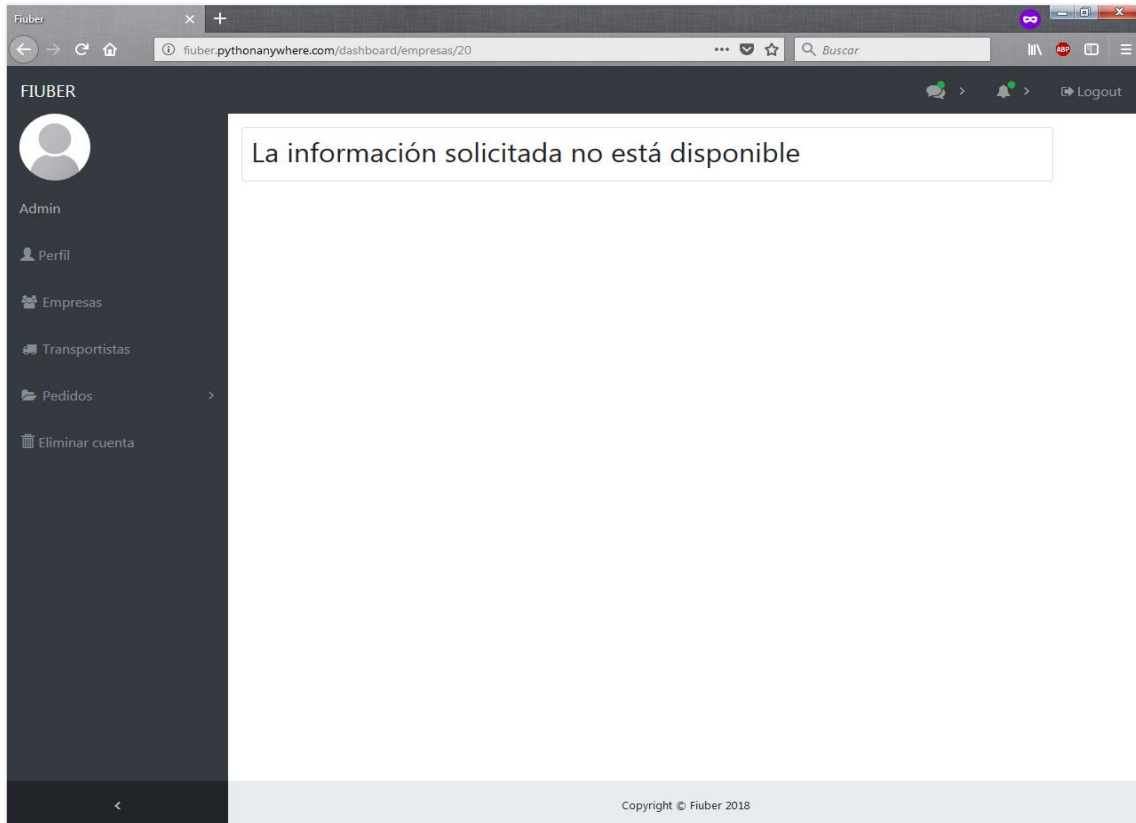 Fiuber
fiuber.pythonanywhere.com/dashboard/empresas/20
Buscar
ABP
FIUBER
Logout
La información solicitada no está disponible
Admin
Perfil
Empresas
Transportistas
Pedidos
Eliminar cuenta
Copyright © Fiuber 2018